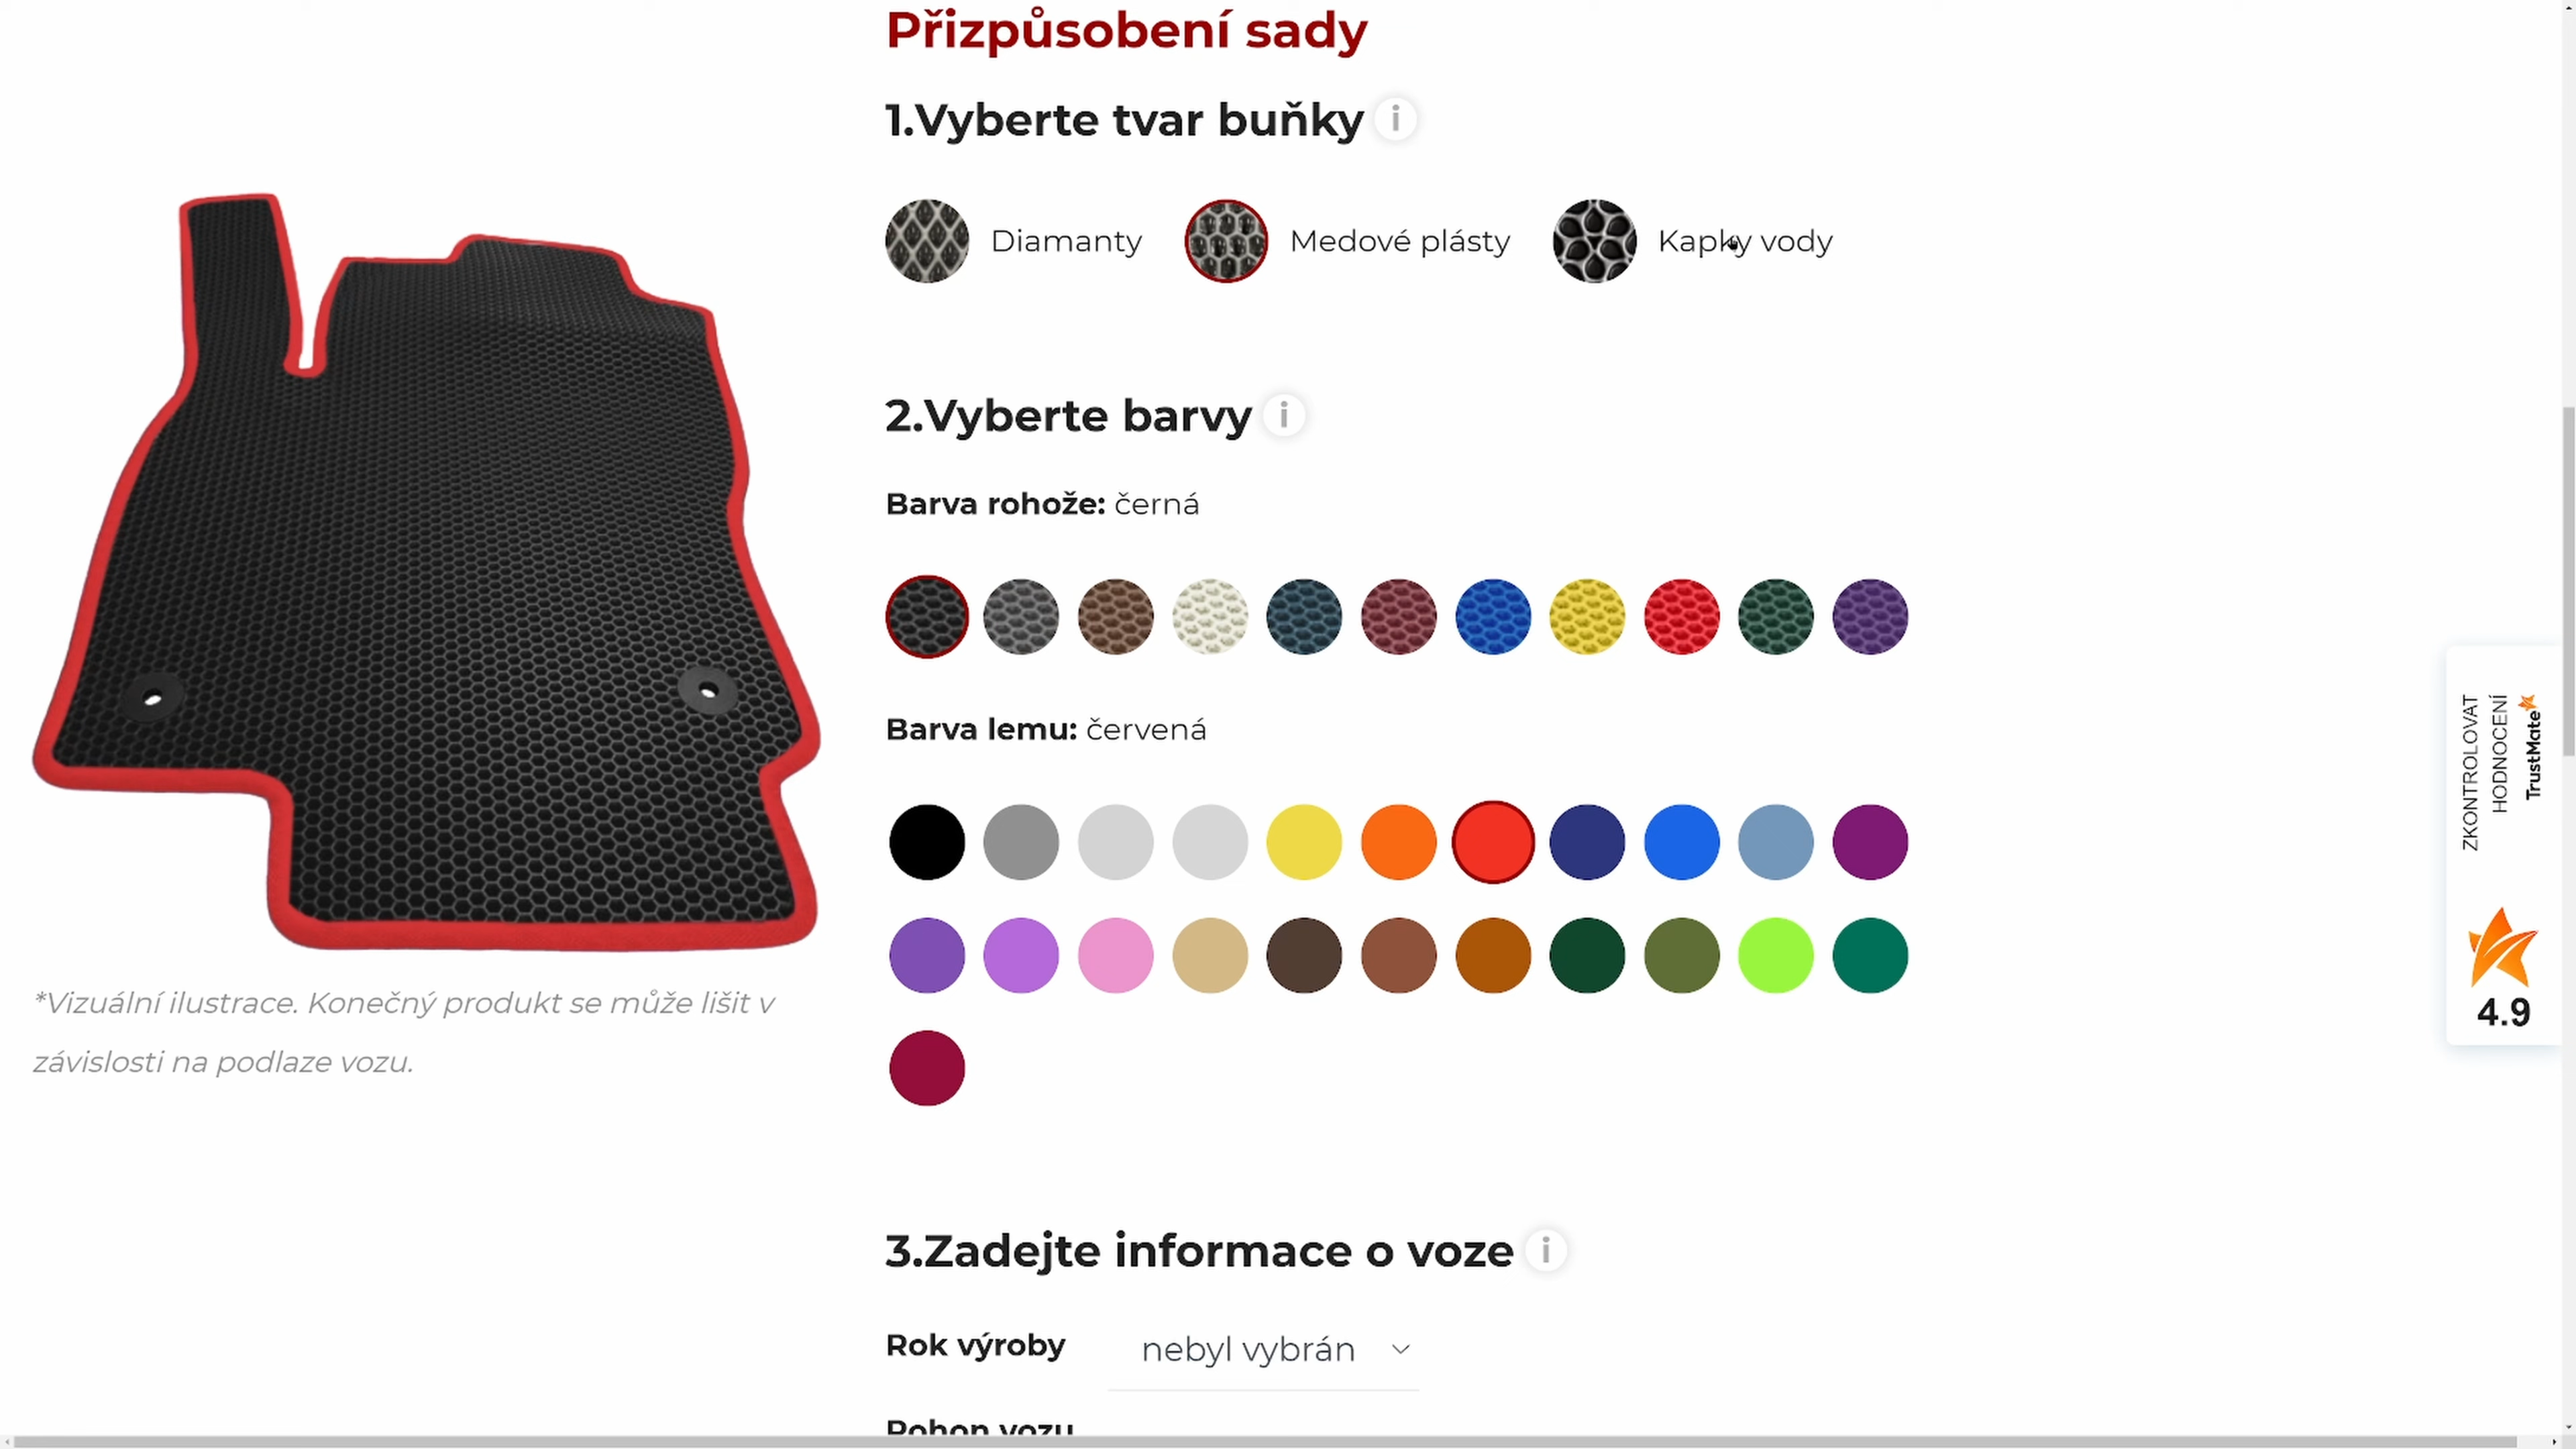 Přizpůsobení sady
1.Vyberte tvar buňky i
Diamanty Medové plásty Kapky vody
2.Vyberte barvy i
Barva rohože: černá
Barva lemu: červená
*Vizuální ilustrace. Konečný produkt se může lišit v
závislosti na podlaze vozu.
3.Zadejte informace o voze i
Rok výroby nebyl vybrán
Pohon vozu
ZKONTROLOVAT
HODNOCENÍ
TrustMate
4.9